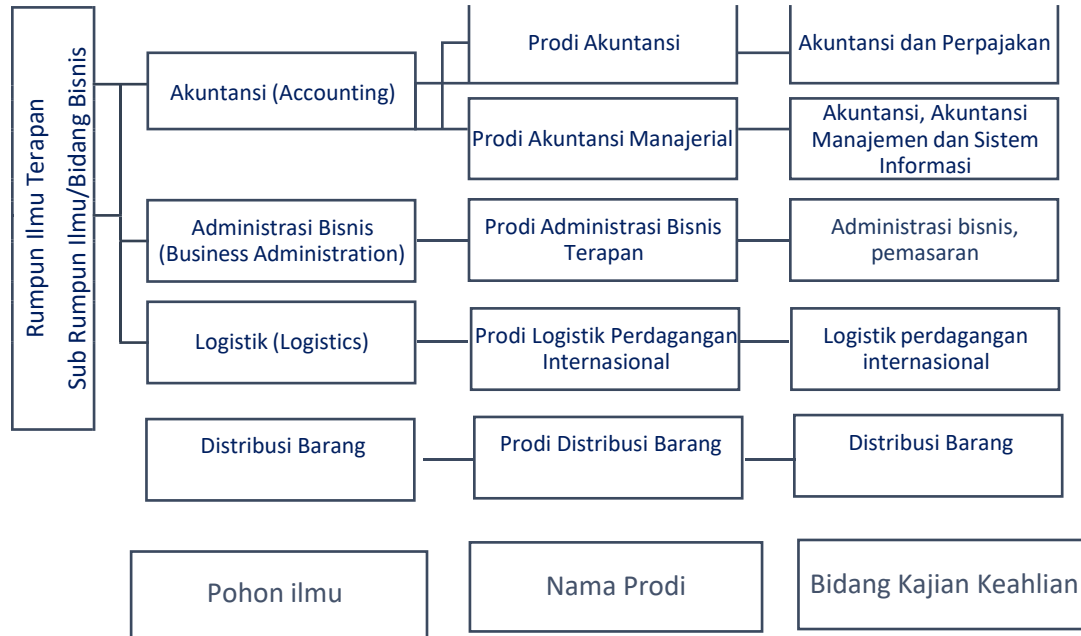 Rumpun Ilmu Terapan
Sub Rumpun Ilmu/Bidang Bisnis
Akuntansi (Accounting)
Prodi Akuntansi
Akuntansi dan Perpajakan
Prodi Akuntansi Manajerial
Akuntansi, Akuntansi
Manajemen dan Sistem
Informasi
Administrasi Bisnis
(Business Administration)
Prodi Administrasi Bisnis
Terapan
Administrasi bisnis,
pemasaran
Logistik (Logistics)
Prodi Logistik Perdagangan
Internasional
Logistik perdagangan
internasional
Distribusi Barang
Prodi Distribusi Barang
Distribusi Barang
Pohon ilmu
Nama Prodi
Bidang Kajian Keahlian